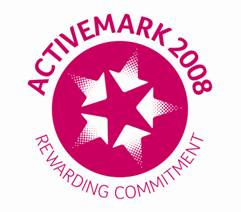 ACTIVEMARK 2008
REWARDING COMMITMENT